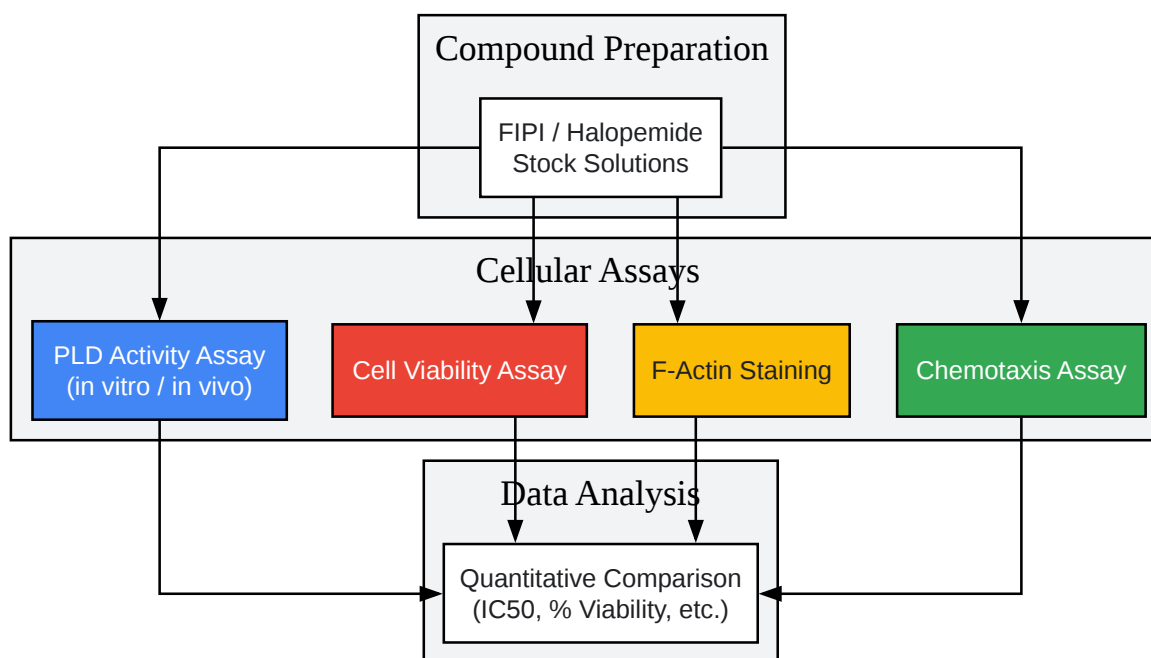 Compound Preparation
FIPI / Halopemide
Stock Solutions
Cellular Assays
PLD Activity Assay
(in vitro / in vivo)
Cell Viability Assay
F-Actin Staining
Chemotaxis Assay
Data Analysis
Quantitative Comparison
(IC50, % Viability, etc.)